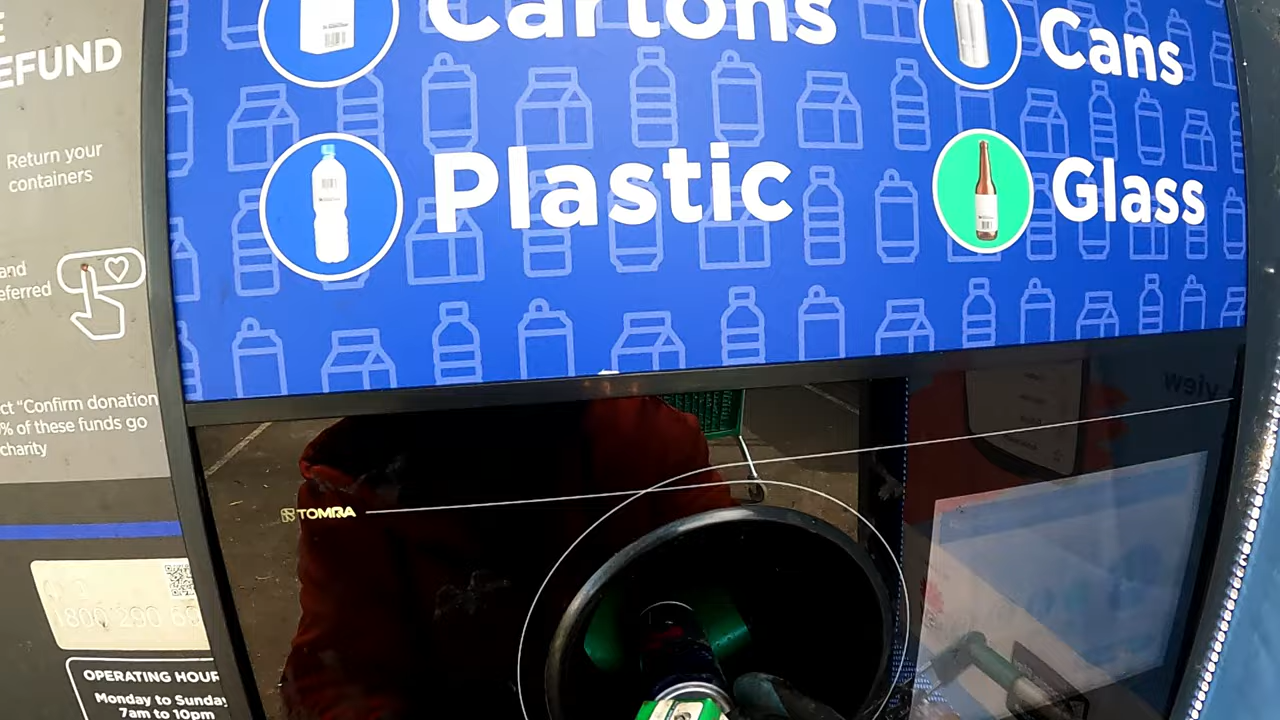 EFUND
Return your
containers
and
eferred
ct “Confirm donation
% of these funds go
charity
OPERATING HOUR
Monday to Sunday
7am to 10pm
Cartons
Cans
Plastic
Glass
TOMRA
view